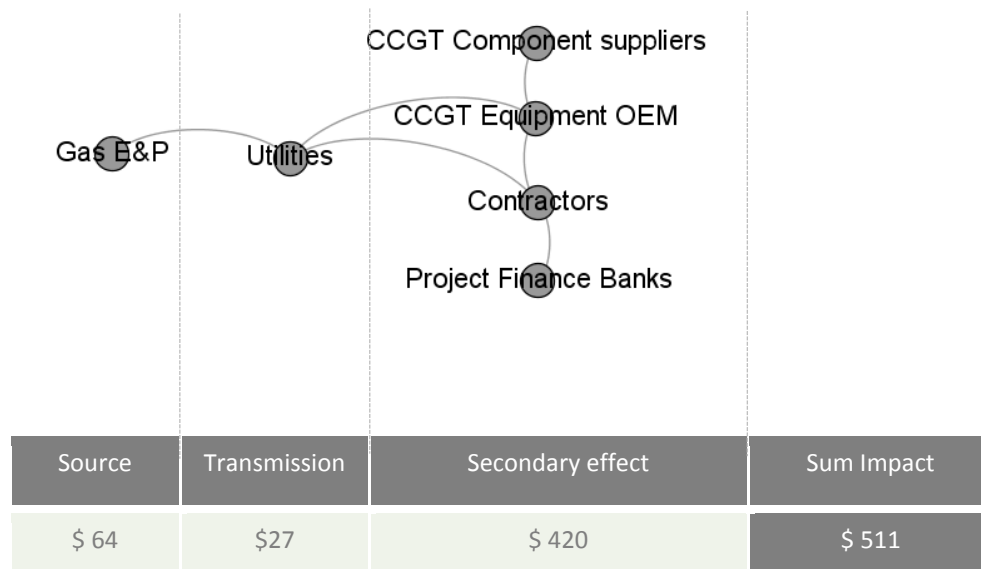 CCGT Component suppliers
CCGT Equipment OEM
Gas E&P
Utilities
Contractors
Project Finance Banks
Source
Transmission
Secondary effect
Sum Impact
$ 64
$27
$ 420
$ 511